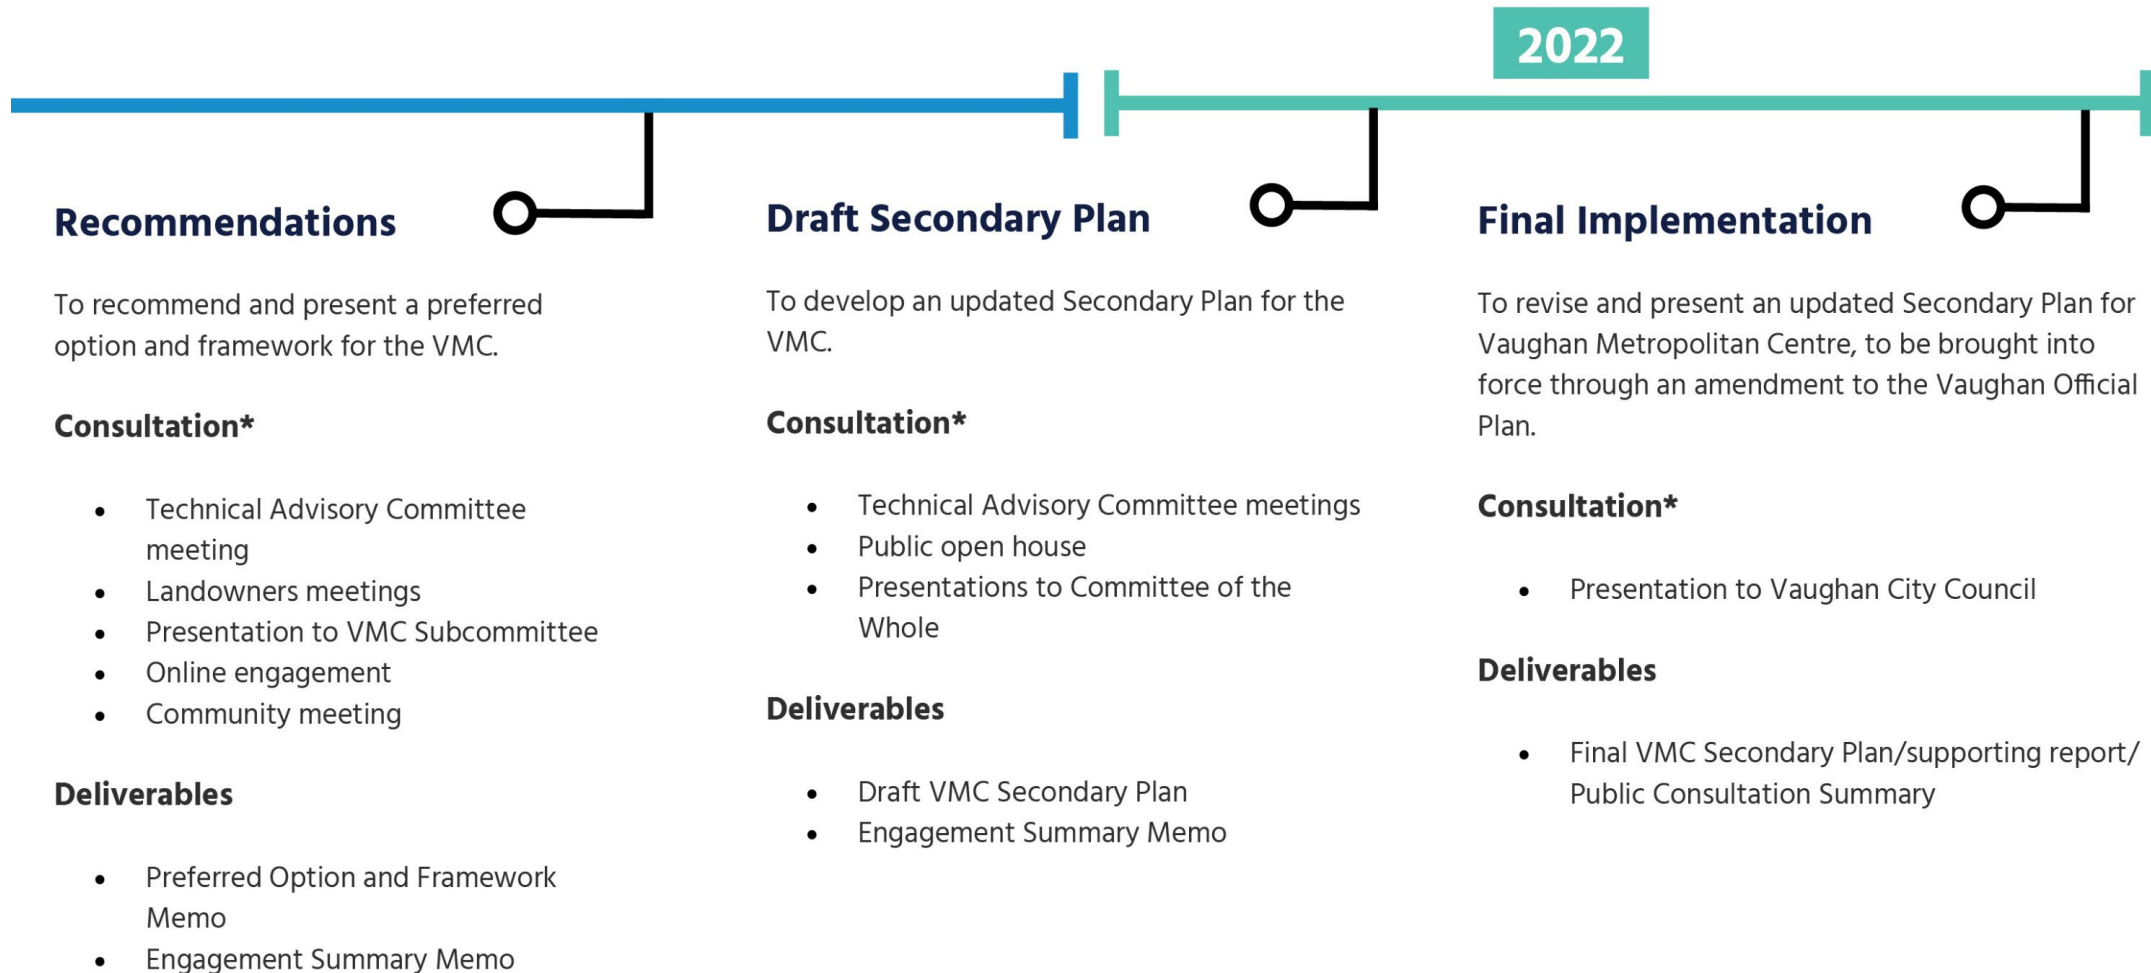 2022
Recommendations
To recommend and present a preferred
option and framework for the VMC.
Consultation*
• Technical Advisory Committee
meeting
• Landowners meetings
• Presentation to VMC Subcommittee
• Online engagement
• Community meeting
Deliverables
• Preferred Option and Framework
Memo
• Engagement Summary Memo
Draft Secondary Plan
To develop an updated Secondary Plan for the
VMC.
Consultation*
• Technical Advisory Committee meetings
• Public open house
• Presentations to Committee of the
Whole
Deliverables
• Draft VMC Secondary Plan
• Engagement Summary Memo
Final Implementation
To revise and present an updated Secondary Plan for
Vaughan Metropolitan Centre, to be brought into
force through an amendment to the Vaughan Official
Plan.
Consultation*
• Presentation to Vaughan City Council
Deliverables
• Final VMC Secondary Plan/supporting report/
Public Consultation Summary